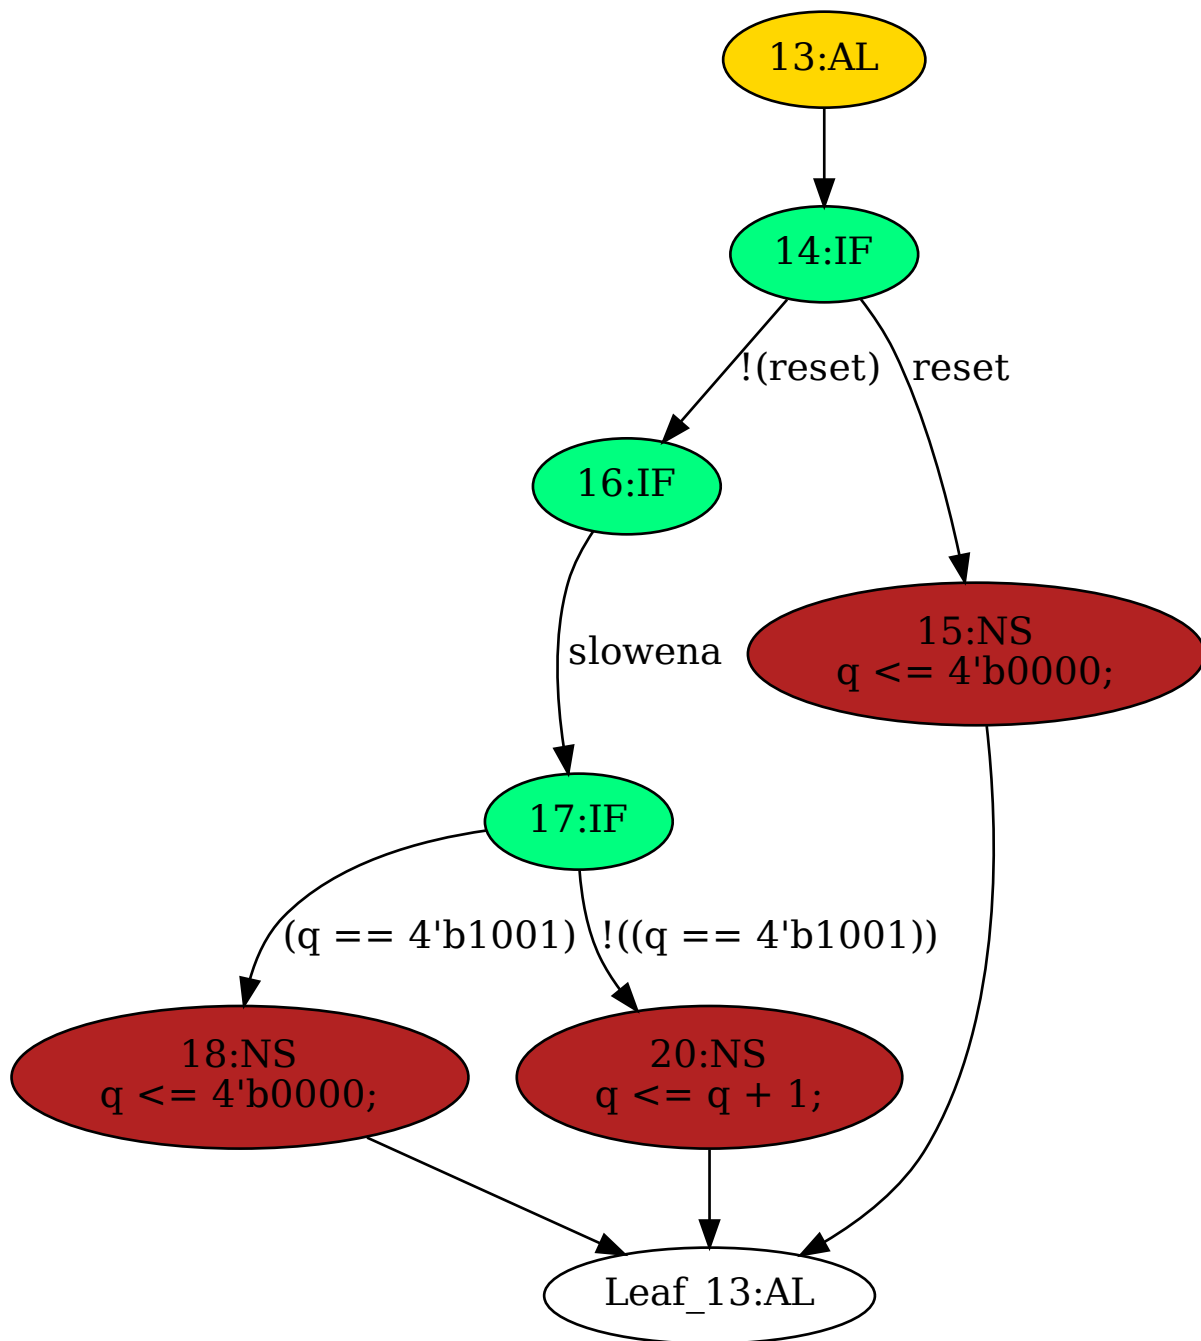 13:AL
14:IF
!(reset)
reset
16:IF
15:NS
q <= 4'b0000;
slowena
17:IF
(q == 4'b1001)
!((q == 4'b1001))
18:NS
q <= 4'b0000;
20:NS
q <= q + 1;
Leaf_13:AL